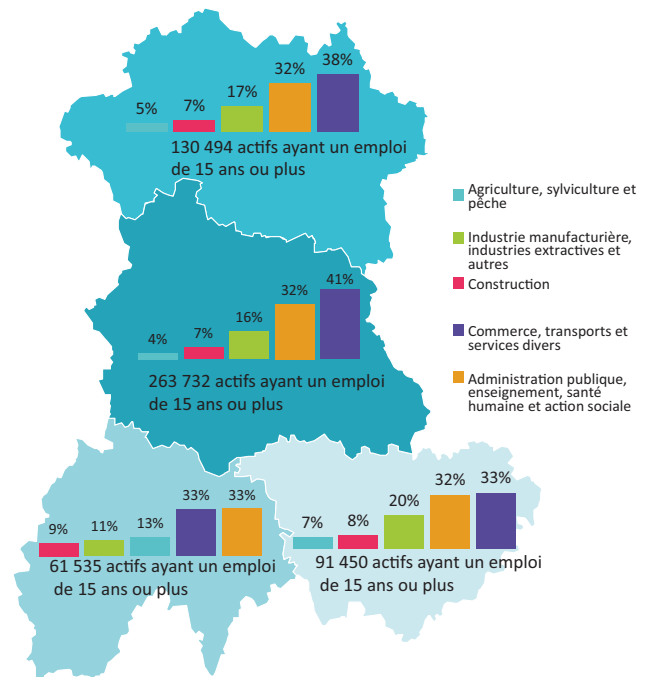 5% 7% 17% 32% 38%
130 494 actifs ayant un emploi
de 15 ans ou plus
Agriculture, sylviculture et
pêche
Industrie manufacturière,
industries extractives et
autres
Construction
Commerce, transports et
services divers
Administration publique,
enseignement, santé
humaine et action sociale
4% 7% 16% 32% 41%
263 732 actifs ayant un emploi
de 15 ans ou plus
9% 11% 13% 33% 33%
61 535 actifs ayant un emploi
de 15 ans ou plus
7% 8% 20% 32% 33%
91 450 actifs ayant un emploi
de 15 ans ou plus